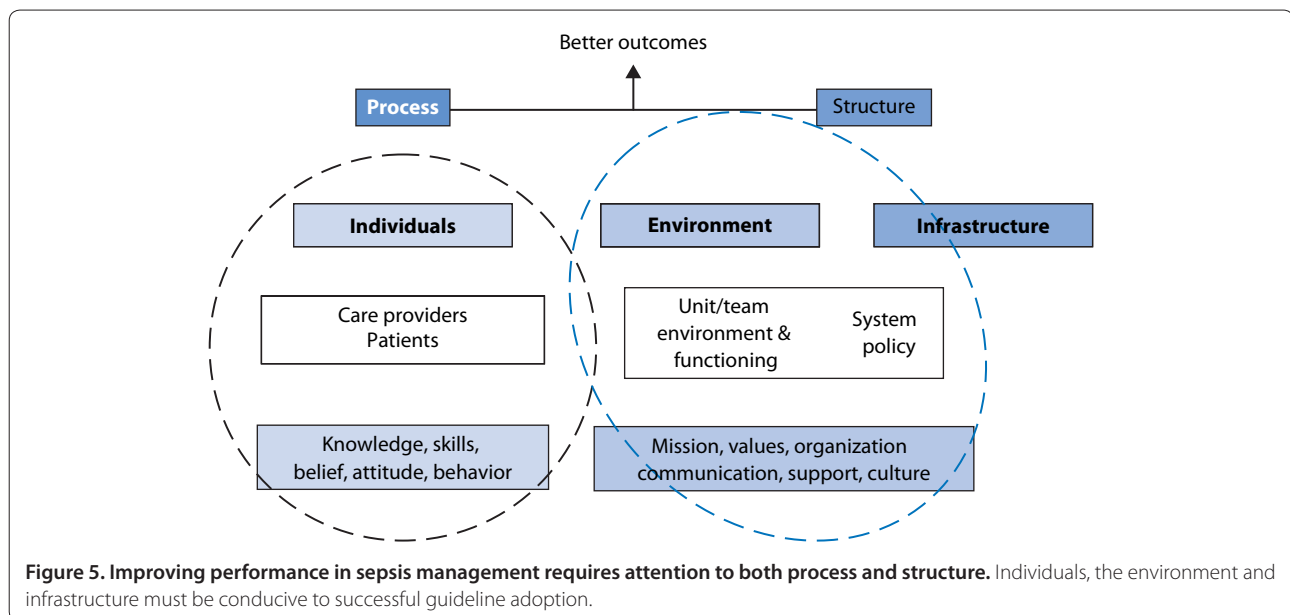 Better outcomes
Process
Structure
Individuals
Environment
Infrastructure
Care providers
Patients
Unit/team
environment &
functioning
System
policy
Knowledge, skills,
belief, attitude, behavior
Mission, values, organization
communication, support, culture
Figure 5. Improving performance in sepsis management requires attention to both process and structure. Individuals, the environment and
infrastructure must be conducive to successful guideline adoption.